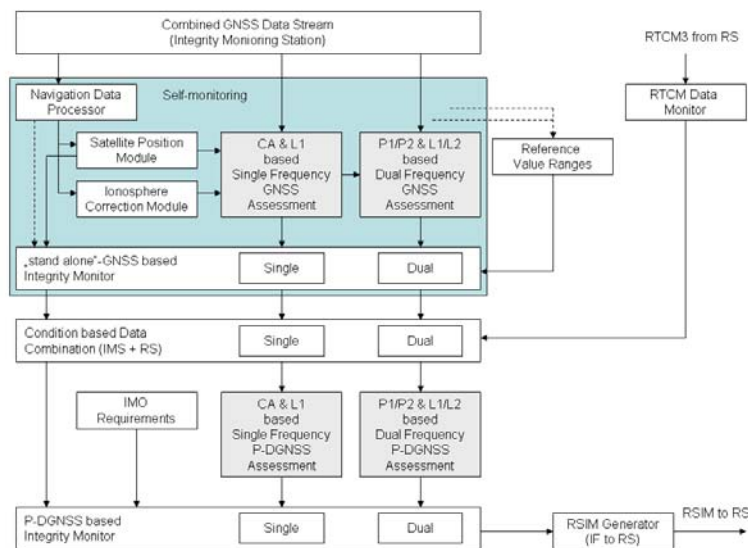 Combined GNSS Data Stream
(Integrity Monioring Station)
RTCM3 from RS
Navigation Data
Processor
Self-monitoring
RTCM Data
Monitor
Satellite Position
Module
CA & L1
based
Single Frequency
GNSS
Assessment
P1/P2 & L1/L2
based
Dual Frequency
GNSS
Assessment
Reference
Value Ranges
Ionosphere
Correction Module
„stand alone“-GNSS based
Integrity Monitor
Single
Dual
Condition based Data
Combination (IMS + RS)
Single
Dual
IMO
Requirements
CA & L1
based
Single Frequency
P-DGNSS
Assessment
P1/P2 & L1/L2
based
Dual Frequency
P-DGNSS
Assessment
P-DGNSS based
Integrity Monitor
Single
Dual
RSIM Generator
(IF to RS)
RSIM to RS